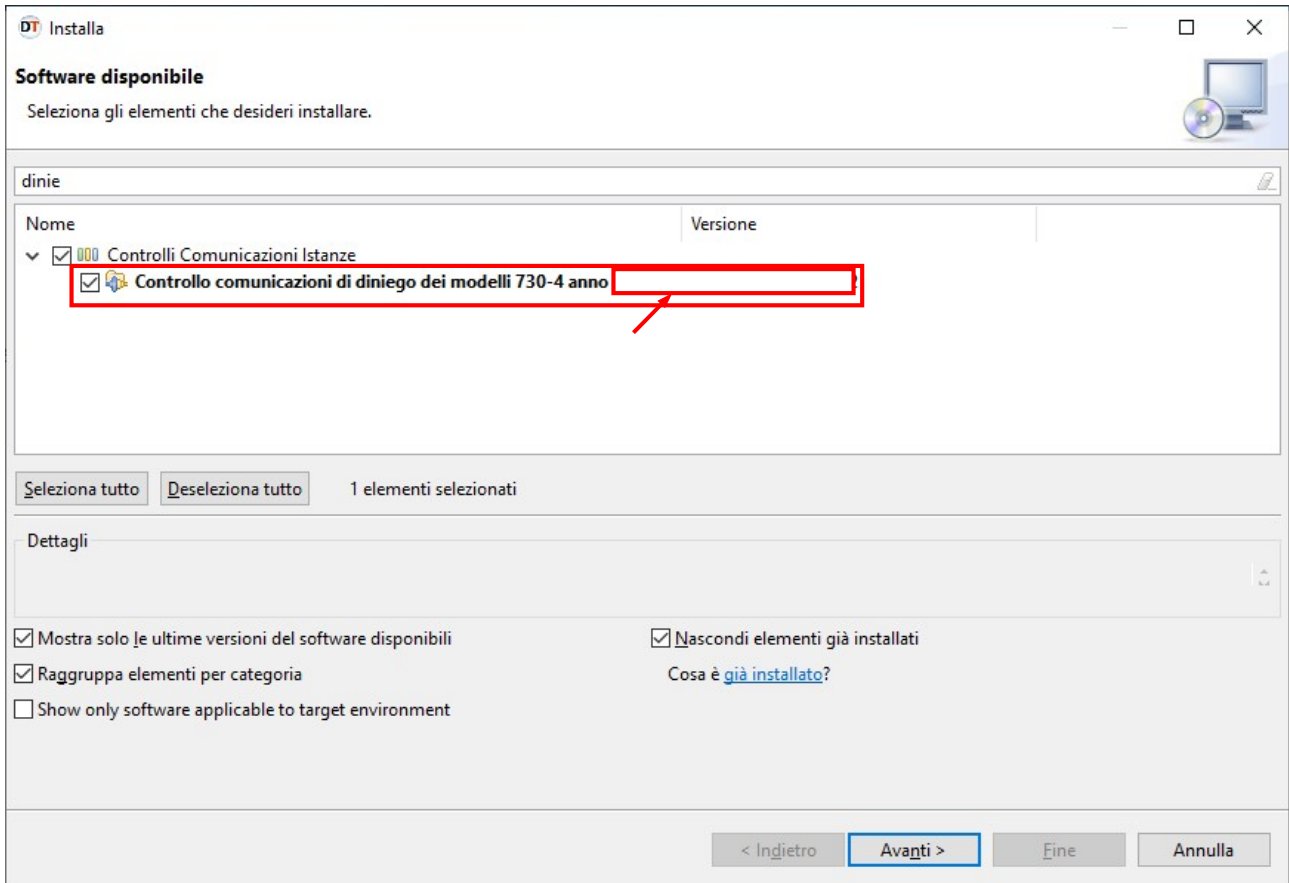 DT Installa
Software disponibile
Seleziona gli elementi che desideri installare.
dinie
Nome Versione
Controlli Comunicazioni Istanze
Controllo comunicazioni di diniego dei modelli 730-4 anno
Seleziona tutto Deseleziona tutto 1 elementi selezionati
Dettagli
Mostra solo le ultime versioni del software disponibili Nascondi elementi già installati
Raggruppa elementi per categoria Cosa è già installato?
Show only software applicable to target environment
< Indietro Avanti > Fine Annulla